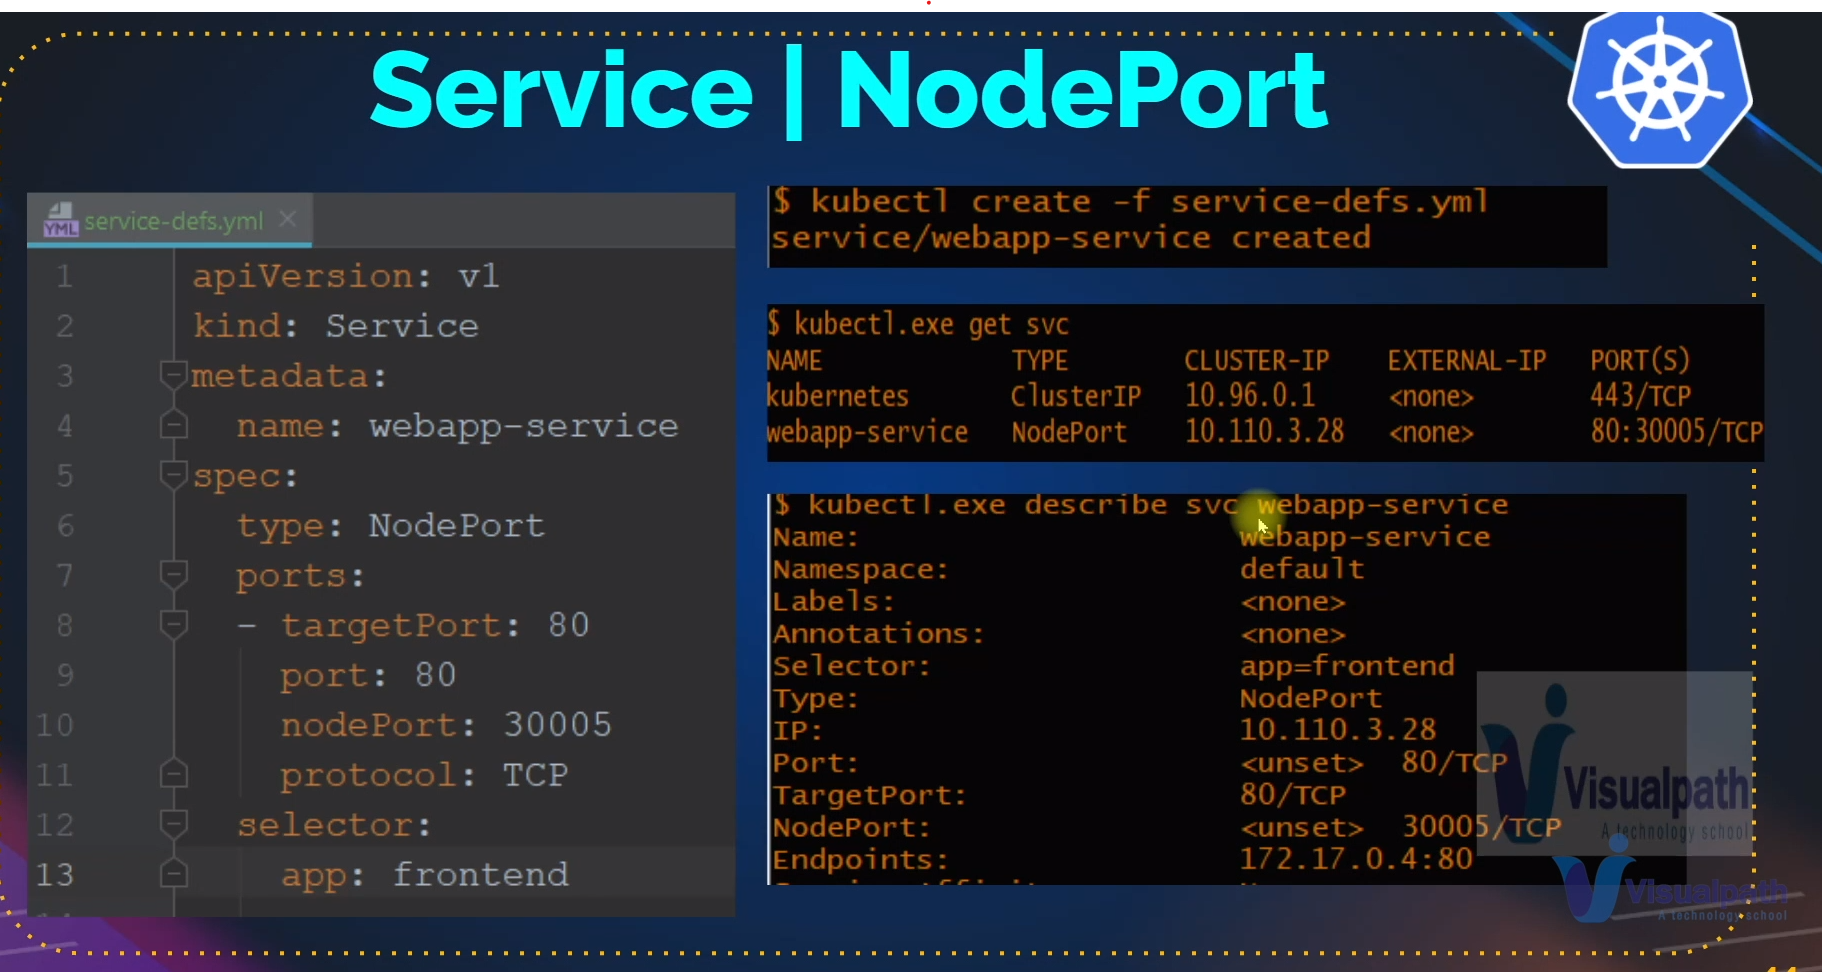 Service | NodePort
YML service-defs.yml
1 apiVersion: v1
2 kind: Service
3 metadata:
4 name: webapp-service
5 spec:
6 type: NodePort
7 ports:
8 - targetPort: 80
9 port: 80
10 nodePort: 30005
11 protocol: TCP
12 selector:
13 app: frontend
$ kubectl create -f service-defs.yml
service/webapp-service created
$ kubectl.exe get svc
NAME TYPE CLUSTER-IP EXTERNAL-IP PORT(S)
kubernetes ClusterIP 10.96.0.1 <none> 443/TCP
webapp-service NodePort 10.110.3.28 <none> 80:30005/TCP
$ kubectl.exe describe svc webapp-service
Name: webapp-service
Namespace: default
Labels: <none>
Annotations: <none>
Selector: app=frontend
Type: NodePort
IP: 10.110.3.28
Port: <unset> 80/TCP
TargetPort: 80/TCP
NodePort: <unset> 30005/TCP
Endpoints: 172.17.0.4:80
Visualpath
A technology school
Visualpath
A technology school